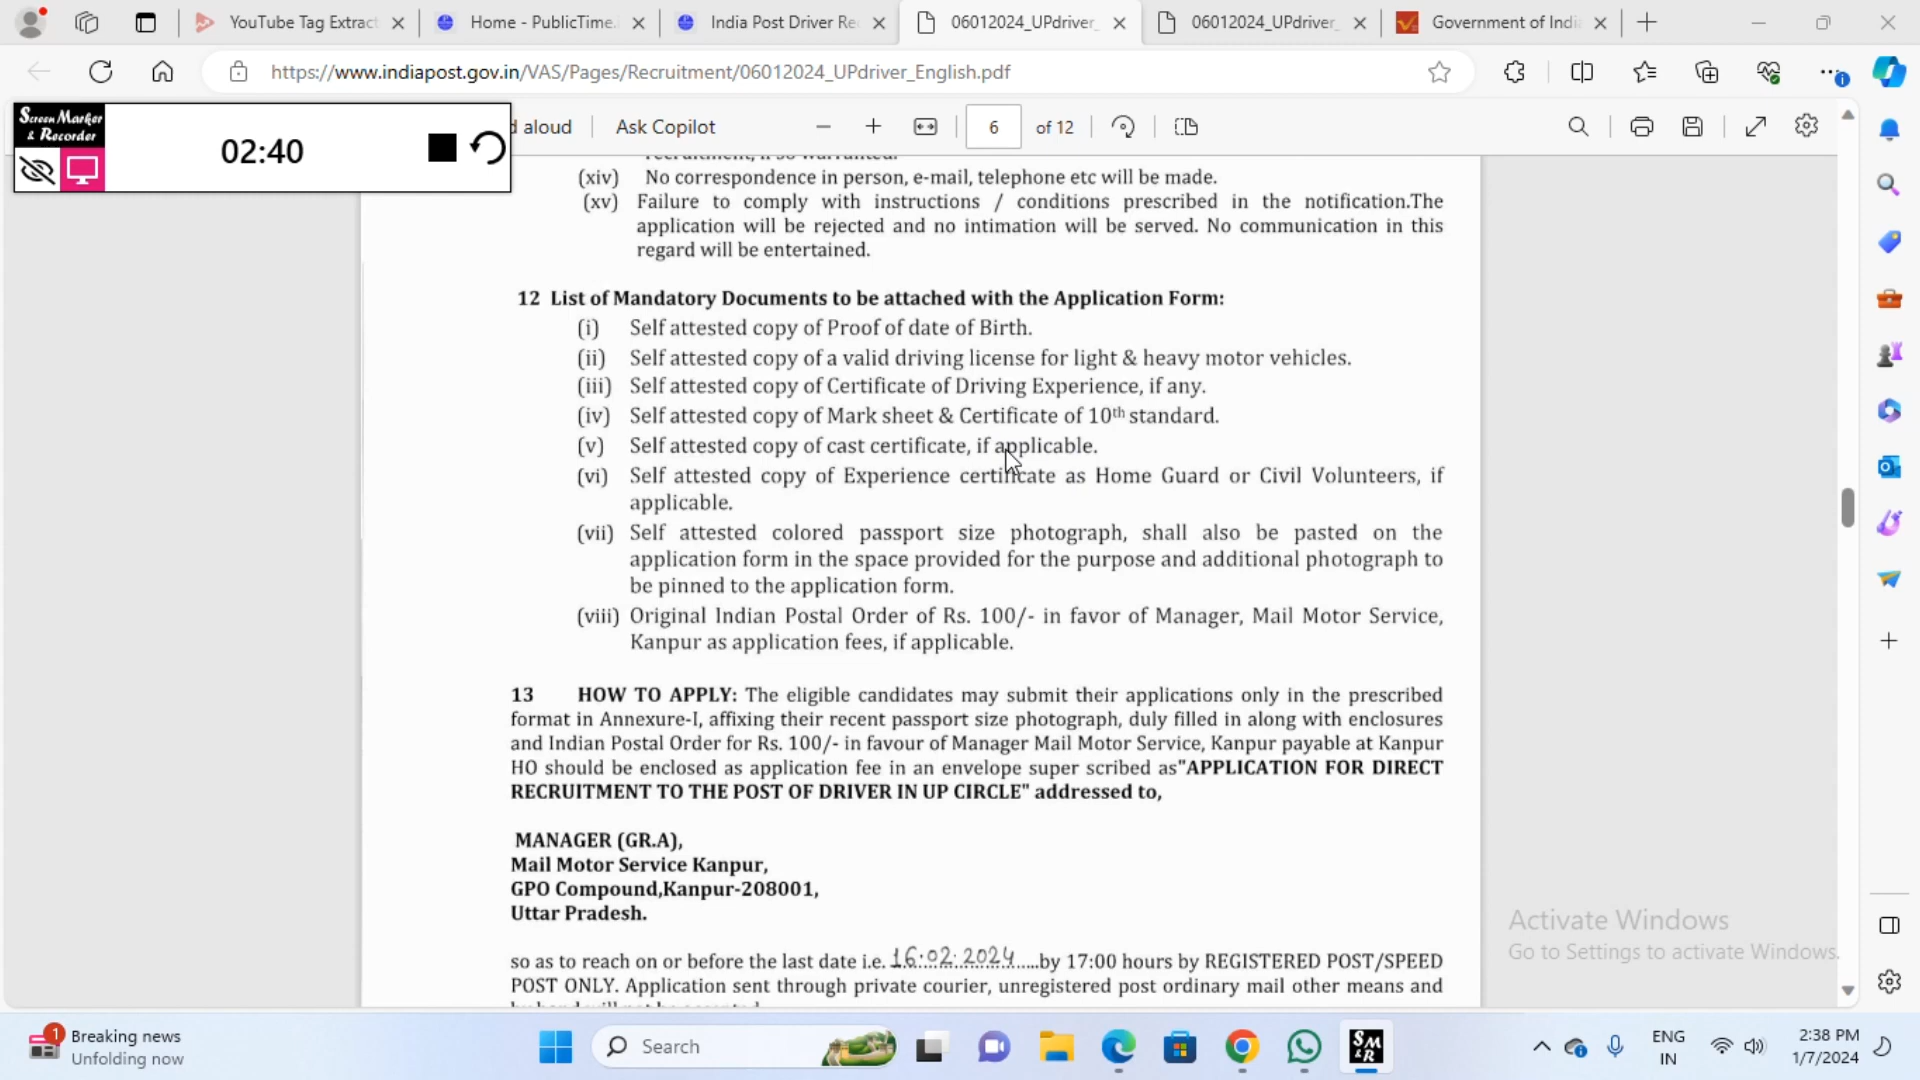 YouTube Tag Extract
Home - PublicTime.
India Post Driver Re
06012024_UPdriver_
06012024_UPdriver_
Government of Indi
https://www.indiapost.gov.in/VAS/Pages/Recruitment/06012024_UPdriver_English.pdf
Screen Marker
& Recorder
02:40
d aloud
Ask Copilot
6 of 12
(xiv) No correspondence in person, e-mail, telephone etc will be made.
(xv) Failure to comply with instructions / conditions prescribed in the notification.The
application will be rejected and no intimation will be served. No communication in this
regard will be entertained.
12 List of Mandatory Documents to be attached with the Application Form:
(i) Self attested copy of Proof of date of Birth.
(ii) Self attested copy of a valid driving license for light & heavy motor vehicles.
(iii) Self attested copy of Certificate of Driving Experience, if any.
(iv) Self attested copy of Mark sheet & Certificate of 10th standard.
(v) Self attested copy of cast certificate, if applicable.
(vi) Self attested copy of Experience certificate as Home Guard or Civil Volunteers, if
applicable.
(vii) Self attested colored passport size photograph, shall also be pasted on the
application form in the space provided for the purpose and additional photograph to
be pinned to the application form.
(viii) Original Indian Postal Order of Rs. 100/- in favor of Manager, Mail Motor Service,
Kanpur as application fees, if applicable.
13 HOW TO APPLY: The eligible candidates may submit their applications only in the prescribed
format in Annexure-I, affixing their recent passport size photograph, duly filled in along with enclosures
and Indian Postal Order for Rs. 100/- in favour of Manager Mail Motor Service, Kanpur payable at Kanpur
HO should be enclosed as application fee in an envelope super scribed as"APPLICATION FOR DIRECT
RECRUITMENT TO THE POST OF DRIVER IN UP CIRCLE" addressed to,
MANAGER (GR.A),
Mail Motor Service Kanpur,
GPO Compound,Kanpur-208001,
Uttar Pradesh.
so as to reach on or before the last date i.e. 16.02.2024 .....by 17:00 hours by REGISTERED POST/SPEED
POST ONLY. Application sent through private courier, unregistered post ordinary mail other means and
Activate Windows
Go to Settings to activate Windows.
1
Breaking news
Unfolding now
Search
SM
&R
ENG
IN
2:38 PM
1/7/2024